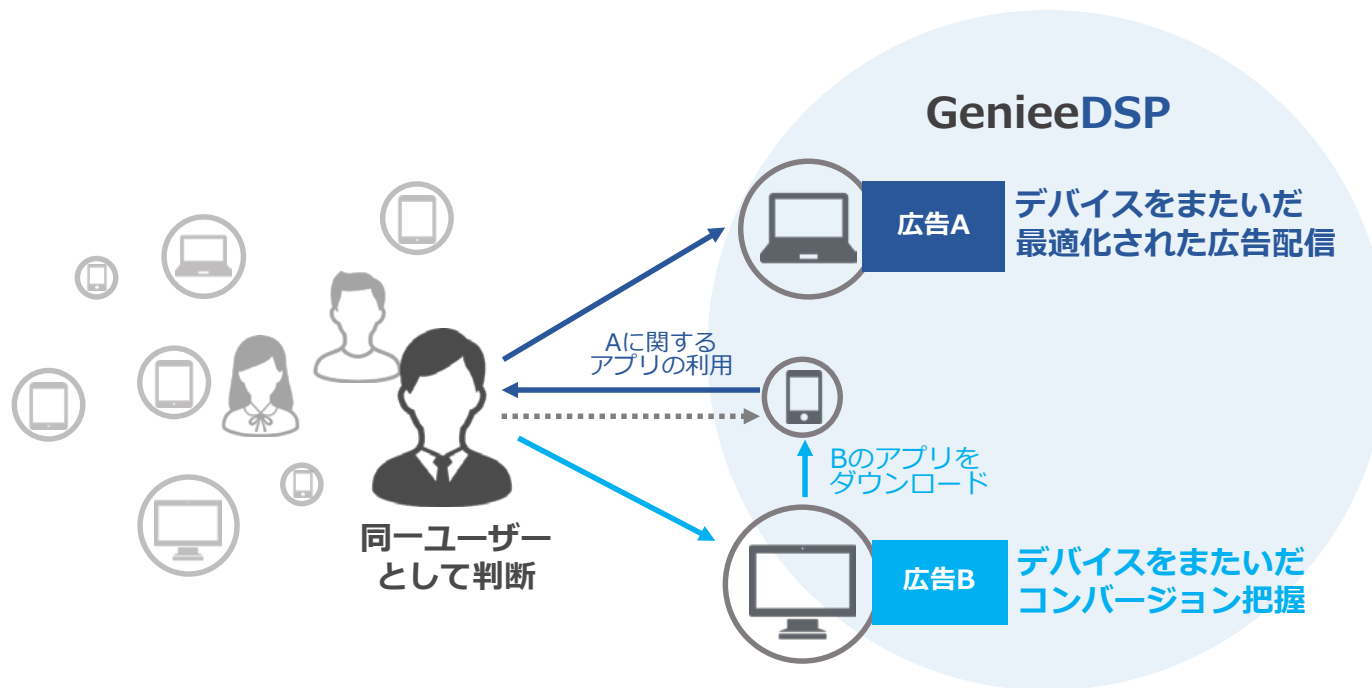 GenieeDSP
広告A
デバイスをまたいだ
最適化された広告配信
Aに関する
アプリの利用
Bのアプリを
ダウンロード
同一ユーザー
として判断
広告B
デバイスをまたいだ
コンバージョン把握